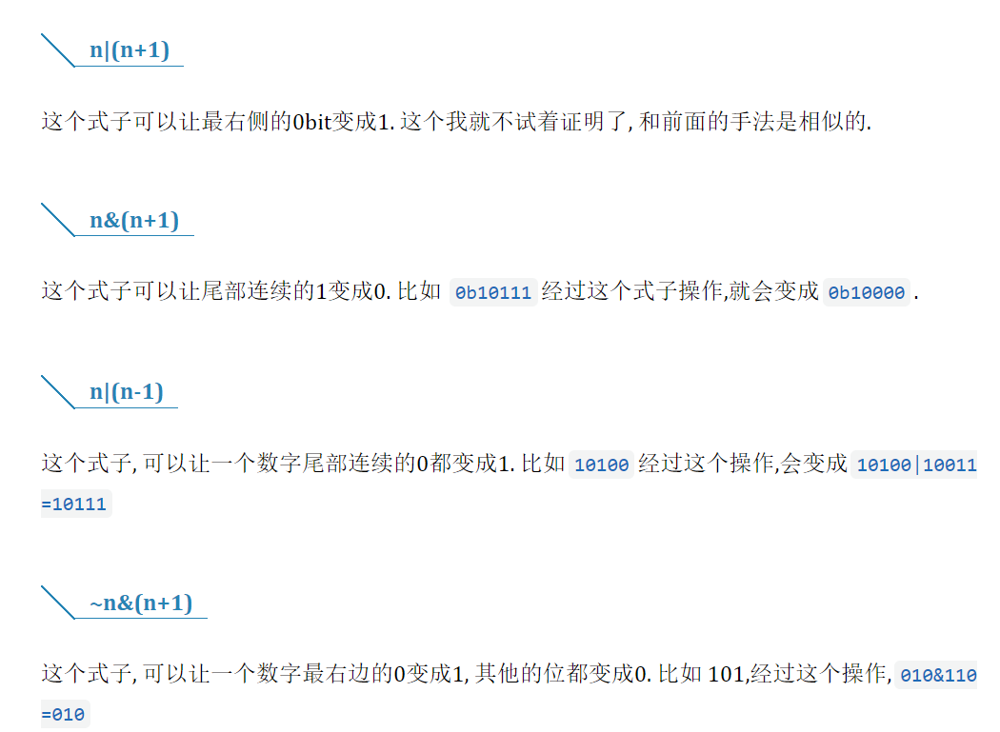 n|(n+1)
这个式子可以让最右侧的0bit变成1. 这个我就不试着证明了, 和前面的手法是相似的.
n&(n+1)
这个式子可以让尾部连续的1变成0. 比如 0b10111 经过这个式子操作,就会变成 0b10000 .
n|(n-1)
这个式子, 可以让一个数字尾部连续的0都变成1. 比如 10100 经过这个操作,会变成 10100|10011
=10111
~n&(n+1)
这个式子, 可以让一个数字最右边的0变成1, 其他的位都变成0. 比如 101,经过这个操作, 010&110
=010